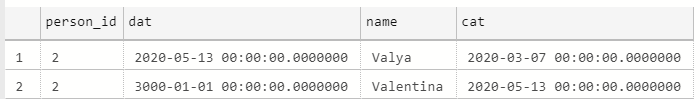 person_id dat name cat
1 2 2020-05-13 00:00:00.0000000 Valya 2020-03-07 00:00:00.0000000
2 2 3000-01-01 00:00:00.0000000 Valentina 2020-05-13 00:00:00.0000000